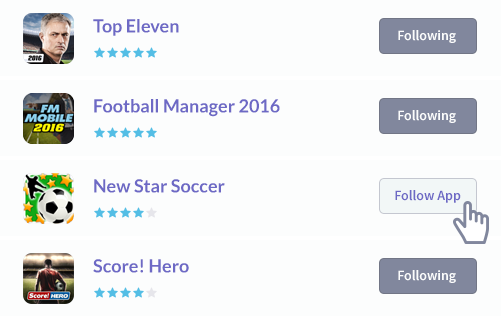 Top Eleven
Following
2016
Football Manager 2016
Following
FM
MOBILE
2016
New Star Soccer
Follow App
Score! Hero
Following
Score! HERO